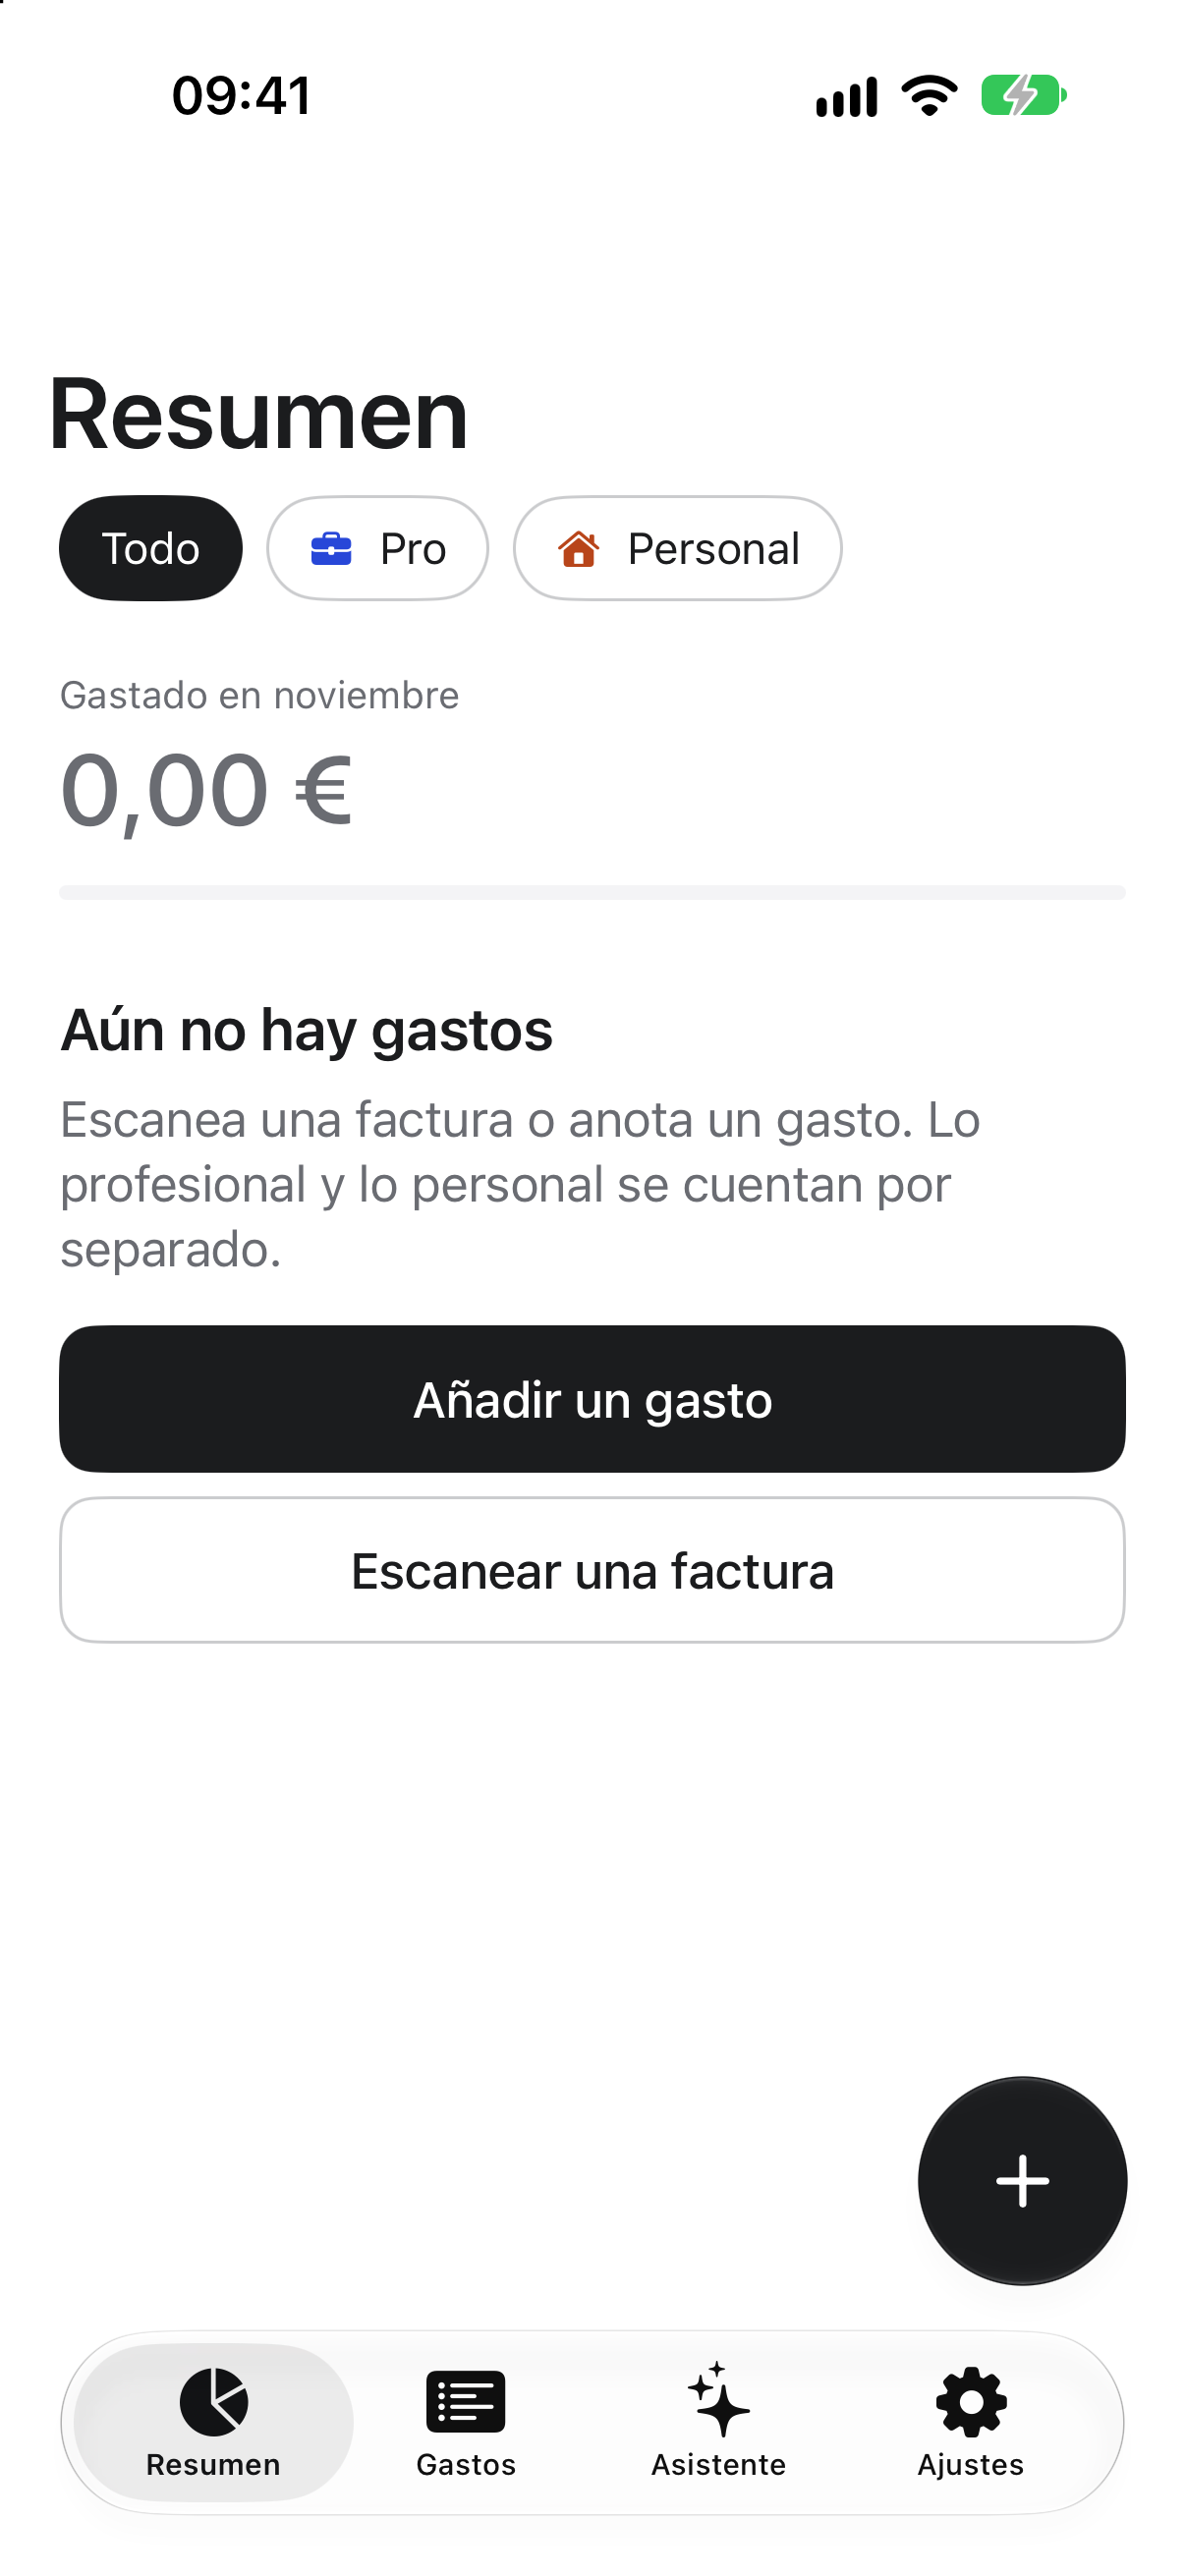 09:41
Resumen
Todo
Pro
Personal
Gastado en noviembre
0,00 €
Aún no hay gastos
Escanea una factura o anota un gasto. Lo
profesional y lo personal se cuentan por
separado.
Añadir un gasto
Escanear una factura
Resumen
Gastos
Asistente
Ajustes